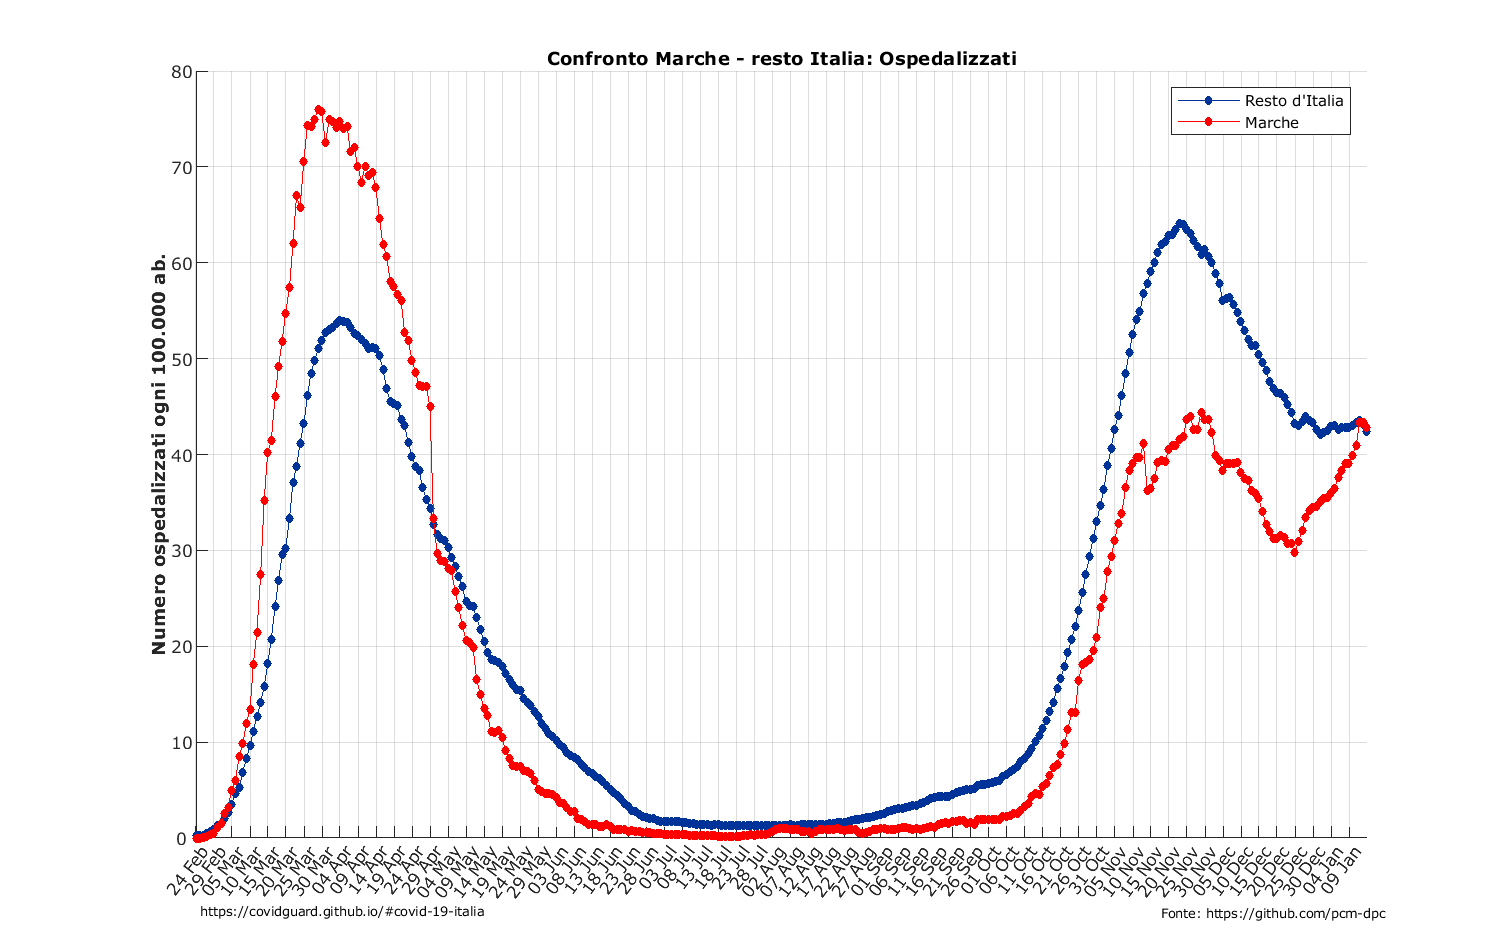 Confronto Marche - resto Italia: Ospedalizzati
Resto d'Italia
Marche
Numero ospedalizzati ogni 100.000 ab.
80
70
60
50
40
30
20
10
0
24 Feb
29 Feb
05 Mar
10 Mar
15 Mar
20 Mar
25 Mar
30 Mar
04 Apr
09 Apr
14 Apr
19 Apr
24 Apr
29 Apr
04 May
09 May
14 May
19 May
24 May
29 May
03 Jun
08 Jun
13 Jun
18 Jun
23 Jun
28 Jun
03 Jul
08 Jul
13 Jul
18 Jul
23 Jul
28 Jul
02 Aug
07 Aug
12 Aug
17 Aug
22 Aug
27 Aug
01 Sep
06 Sep
11 Sep
16 Sep
21 Sep
26 Sep
01 Oct
06 Oct
11 Oct
16 Oct
21 Oct
26 Oct
31 Oct
05 Nov
10 Nov
15 Nov
20 Nov
25 Nov
30 Nov
05 Dec
10 Dec
15 Dec
20 Dec
25 Dec
30 Dec
04 Jan
09 Jan
https://covidguard.github.io/#covid-19-italia
Fonte: https://github.com/pcm-dpc